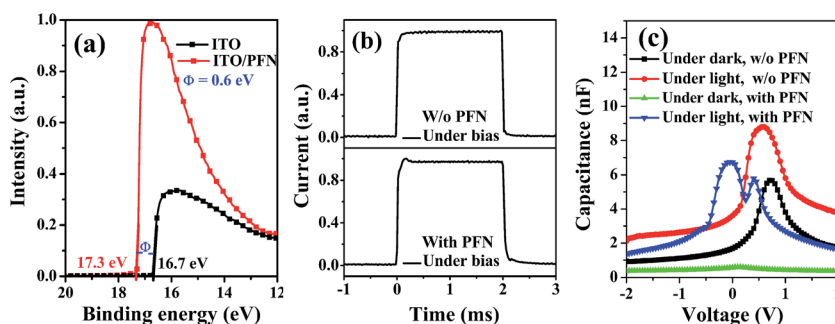 (a)
ITO
ITO/PFN
Φ = 0.6 eV
17.3 eV
Φ
16.7 eV
Intensity (a.u.)
1.0
0.8
0.6
0.4
0.2
0.0
20 18 16 14 12
Binding energy (eV)
(b)
W/o PFN
Under bias
With PFN
Under bias
Current (a.u.)
0.8
0.4
0.0
0.8
0.4
0.0
-1 0 1 2 3
Time (ms)
(c)
Under dark, w/o PFN
Under light, w/o PFN
Under dark, with PFN
Under light, with PFN
Capacitance (nF)
14
12
10
8
6
4
2
0
-2 -1 0 1
Voltage (V)